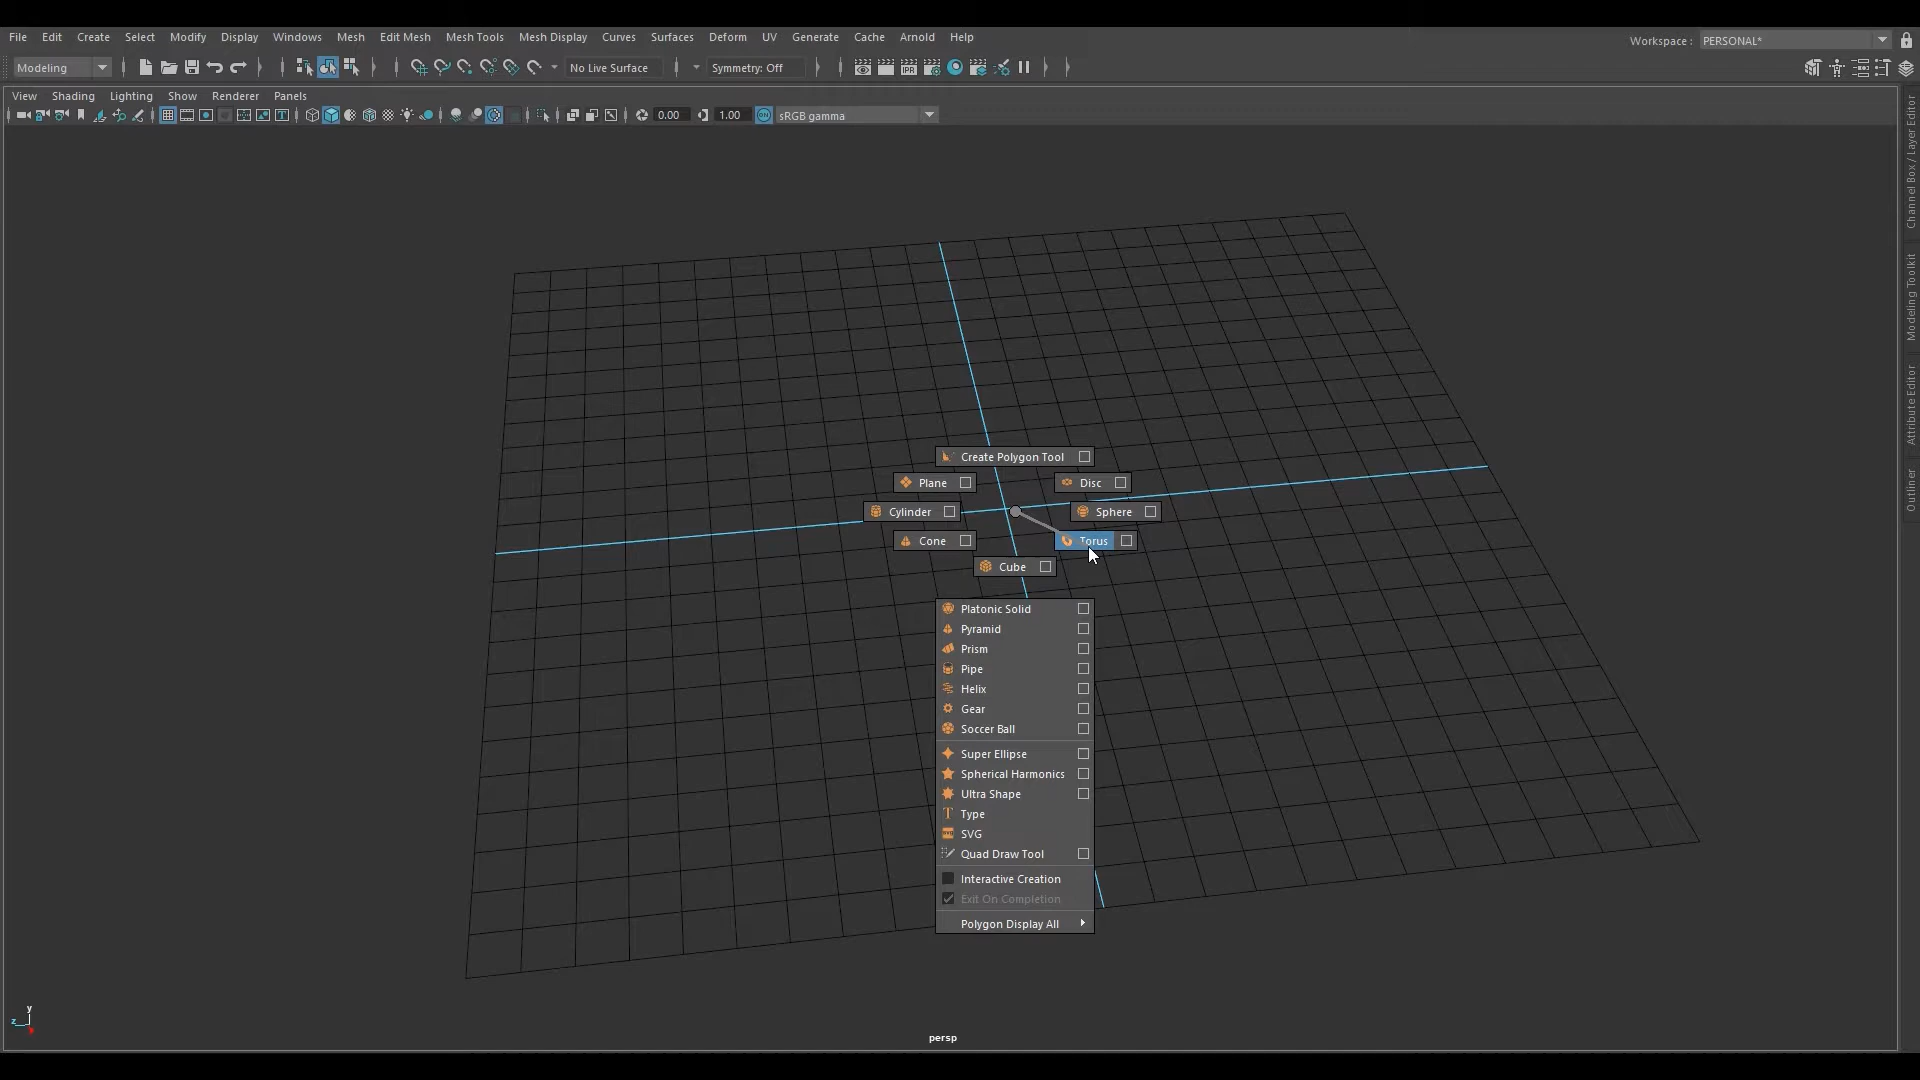 File Edit Create Select Modify Display Windows Mesh Edit Mesh Mesh Tools Mesh Display Curves Surfaces Deform UV Generate Cache Arnold Help
Workspace : PERSONAL*
Modeling No Live Surface Symmetry: Off
IPR
View Shading Lighting Show Renderer Panels
0.00 1.00 ON sRGB gamma
Channel Box / Layer Editor
Modeling Toolkit
Attribute Editor
Outliner
Create Polygon Tool
Plane Disc
Cylinder Sphere
Cone Torus
Cube
Platonic Solid
Pyramid
Prism
Pipe
Helix
Gear
Soccer Ball
Super Ellipse
Spherical Harmonics
Ultra Shape
Type
SVG
Quad Draw Tool
Interactive Creation
Exit On Completion
Polygon Display All
y
z
persp